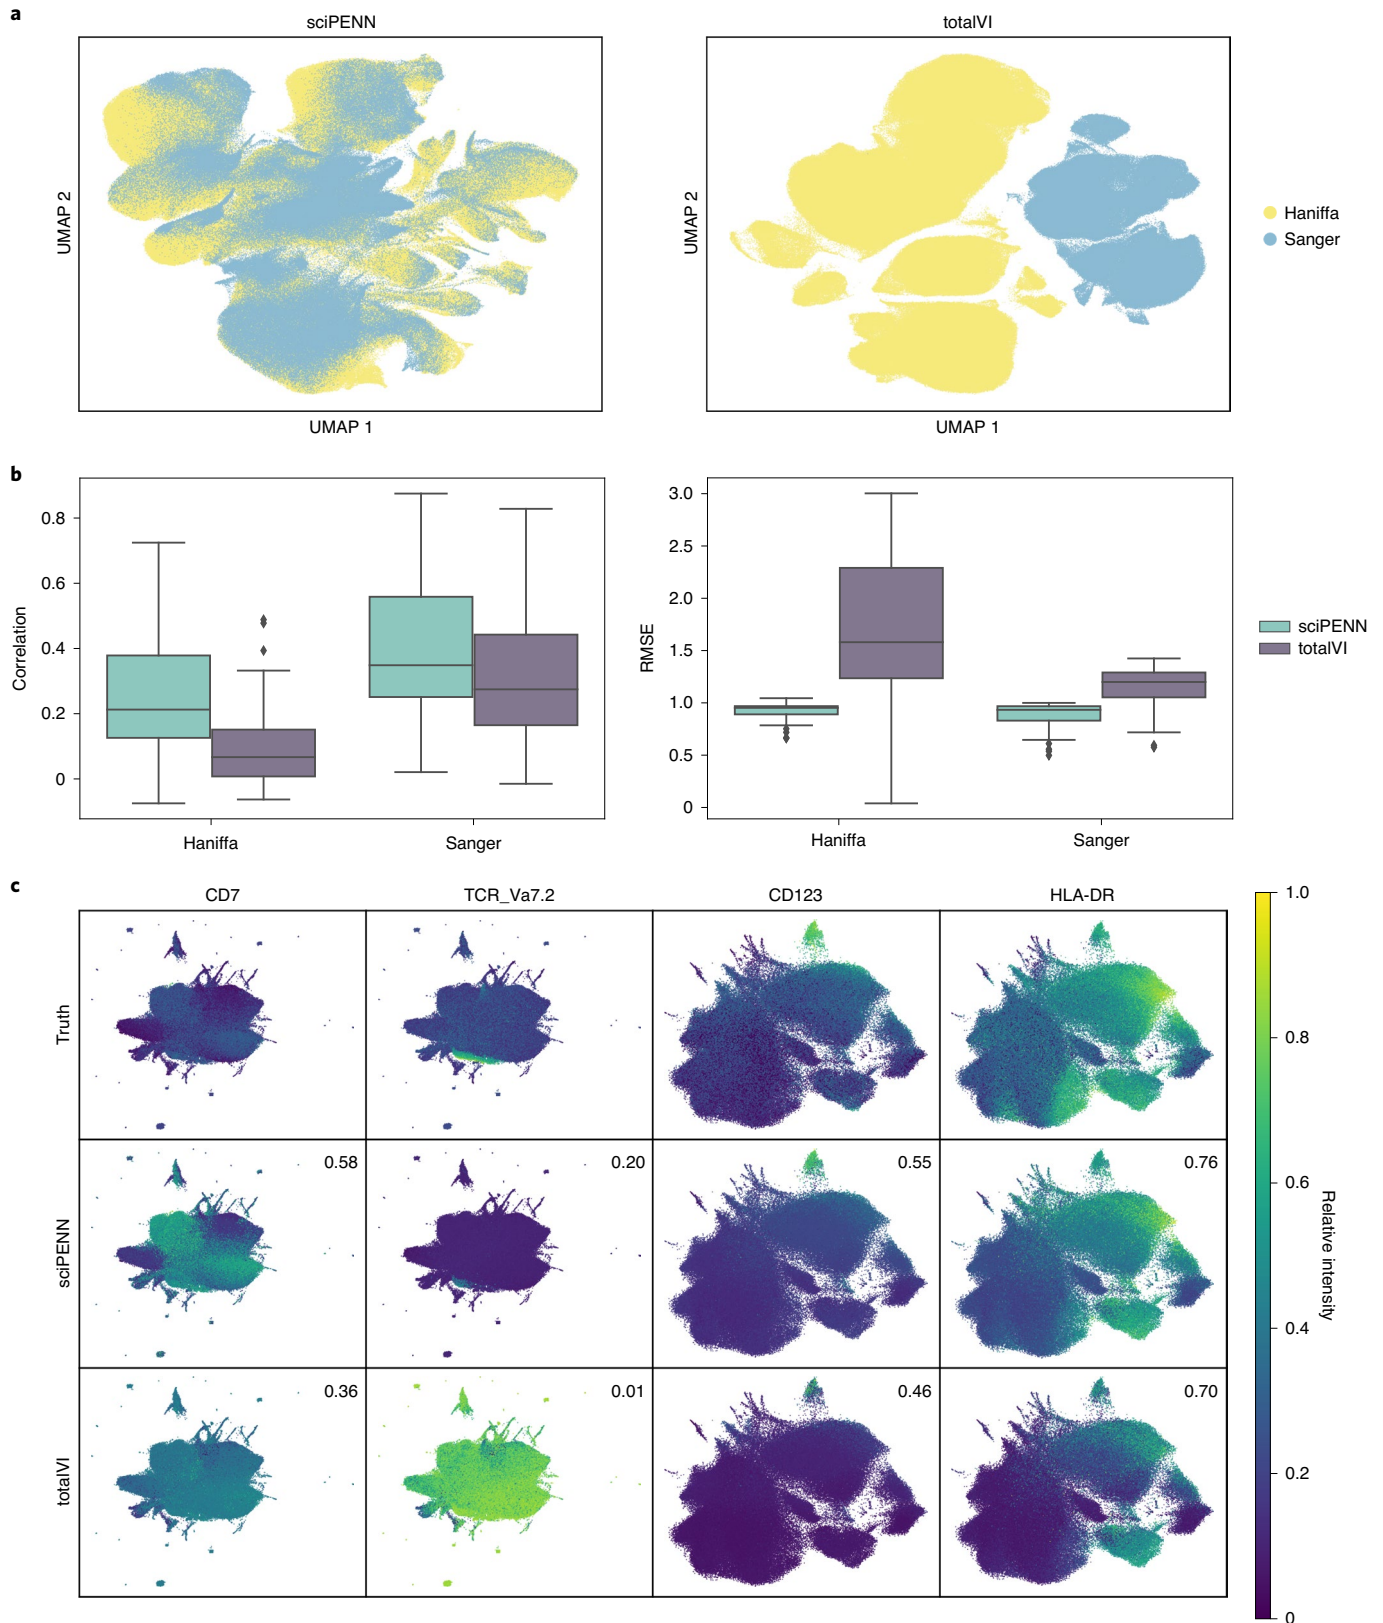 a
sciPENN
totalVI
UMAP 2
UMAP 1
UMAP 2
UMAP 1
Haniffa
Sanger
b
Correlation
0.8
0.6
0.4
0.2
0
Haniffa
Sanger
RMSE
3.0
2.5
2.0
1.5
1.0
0.5
0
Haniffa
Sanger
sciPENN
totalVI
c
CD7
TCR_Va7.2
CD123
HLA-DR
Truth
sciPENN
0.58
0.20
0.55
0.76
totalVI
0.36
0.01
0.46
0.70
1.0
0.8
0.6
0.4
0.2
0
Relative intensity